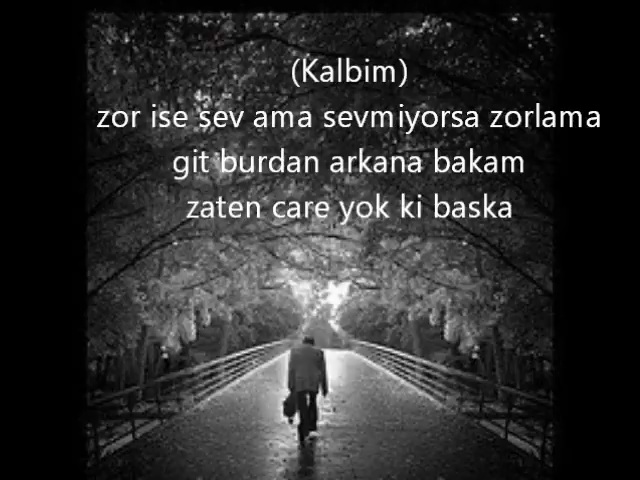 (Kalbim)
zor ise sev ama sevmiyorsa zorlama
git burdan arkana bakam
zaten care yok ki baska